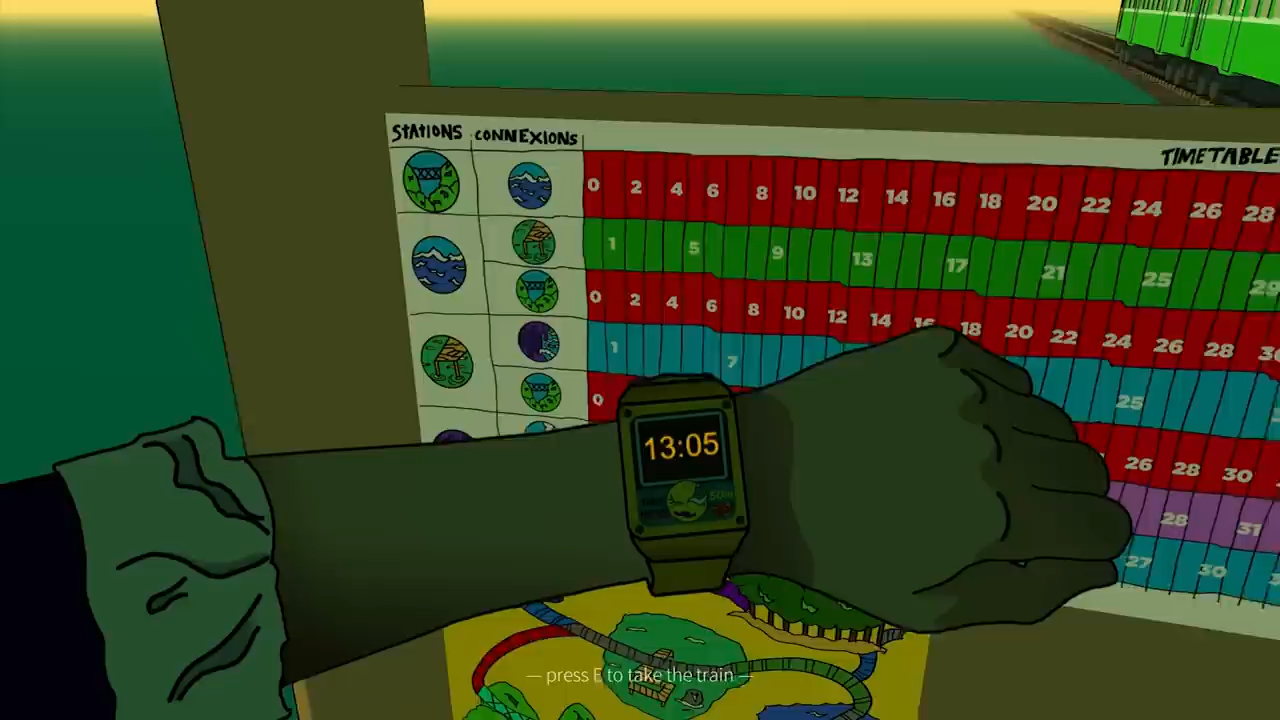 STATIONS CONNEXIONS TIMETABLE
0 2 4 6 8 10 12 14 16 18 20 22 24 26 28
1 5 9 13 17 21 25 29
0 2 4 6 8 10 12 14 16 18 20 22 24 26 28 30
1 7 25
0 26 28 30
28 31
27 30
13:05
— press E to take the train —